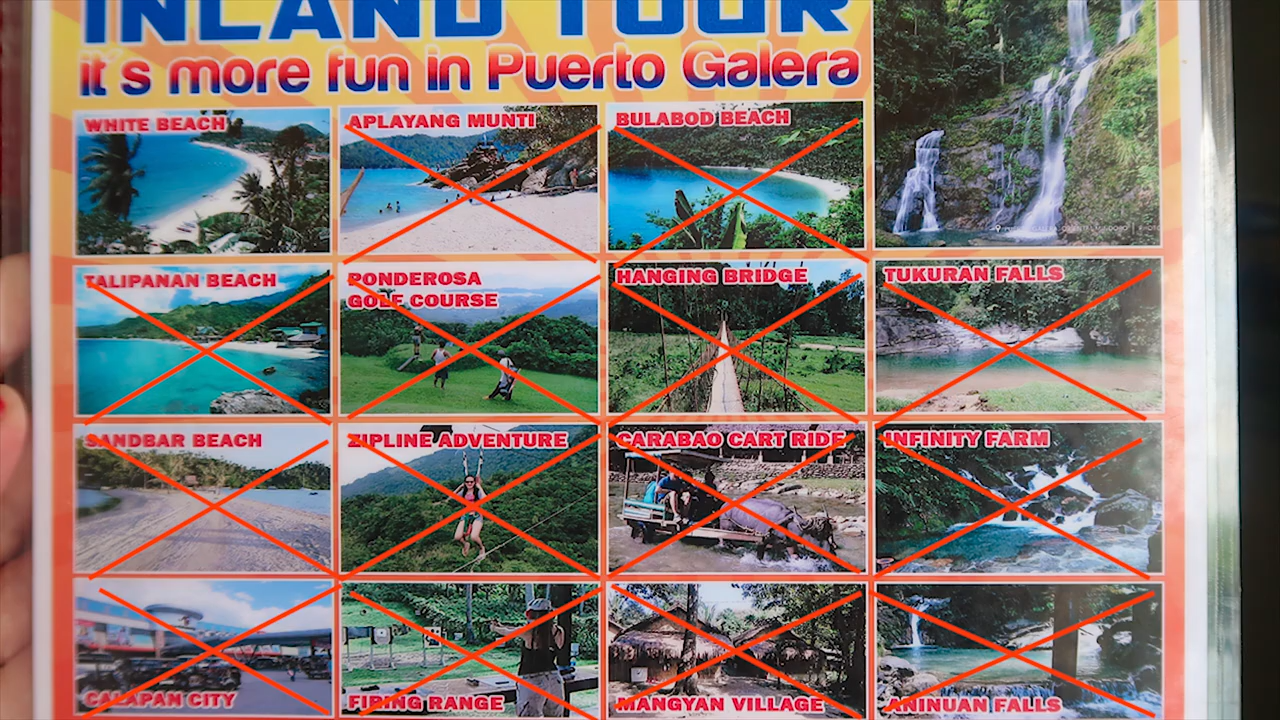 INLAND TOUR
it's more fun in Puerto Galera
WHITE BEACH
APLAYANG MUNTI
BULABOD BEACH
TALIPANAN BEACH
PONDEROSA
GOLF COURSE
HANGING BRIDGE
TUKURAN FALLS
SANDBAR BEACH
ZIPLINE ADVENTURE
CARABAO CART RIDE
INFINITY FARM
CALAPAN CITY
FIRING RANGE
MANGYAN VILLAGE
ANINUAN FALLS